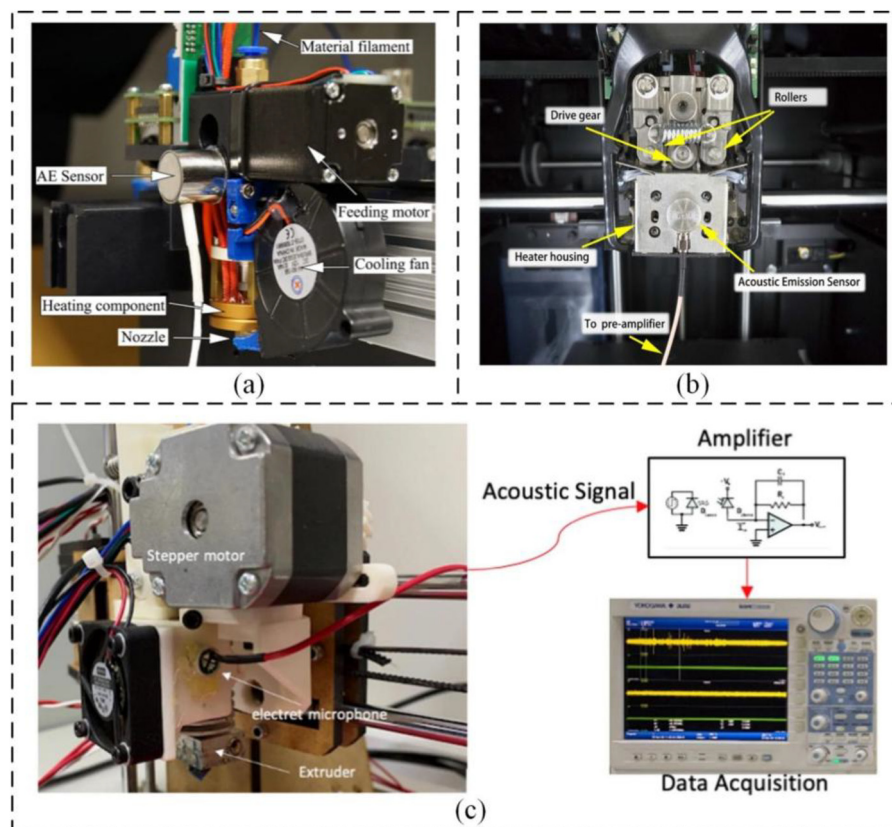 Material filament
AE Sensor
Feeding motor
Cooling fan
Heating component
Nozzle
(a)
Rollers
Drive gear
Heater housing
Acoustic Emission Sensor
To pre-amplifier
(b)
Amplifier
Acoustic Signal
Stepper motor
electret microphone
Extruder
YOKOGAWA
Data Acquisition
(c)